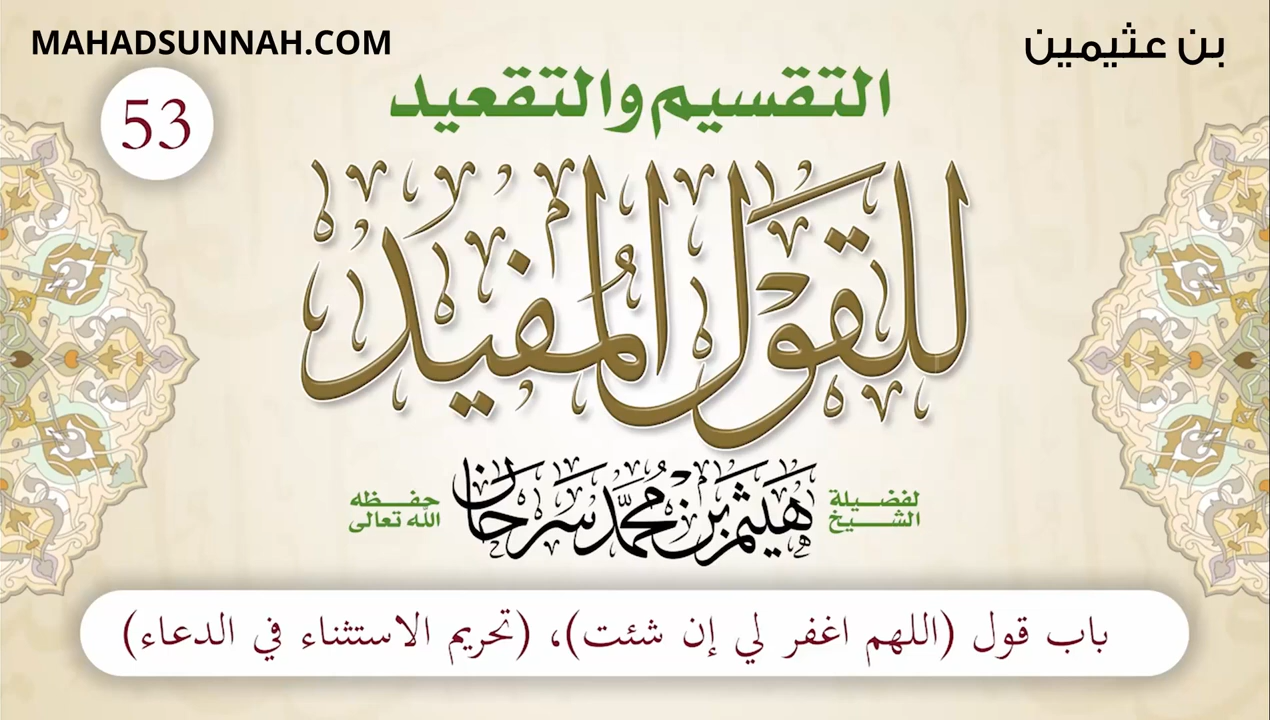 MAHADSUNNAH.COM
بن عثيمين
53
التقسيم والتقعيد
للقول المفيد
لفضيلة الشيخ
هيثم بن محمد سرحان
حفظه الله تعالى
باب قول (اللهم اغفر لي إن شئت)، (تحريم الاستثناء في الدعاء)